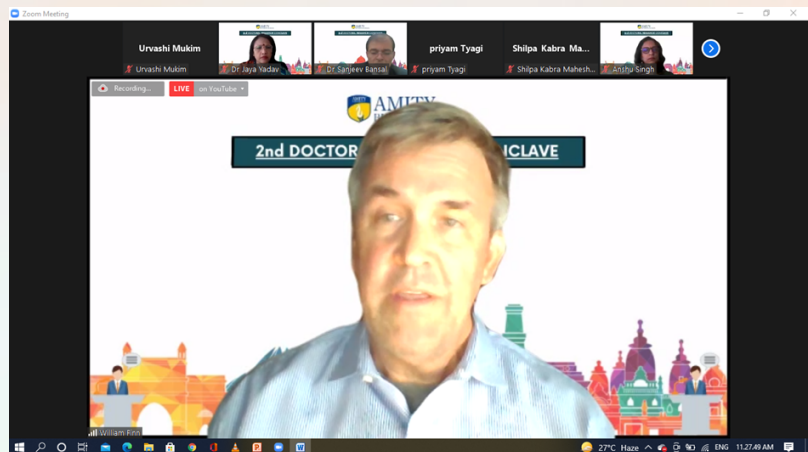 Zoom Meeting
Urvashi Mukim
priyam Tyagi
Shilpa Kabra Ma...
Urvashi Mukim
Dr Jaya Yadav
Dr. Sanjeev Bansal
priyam Tyagi
Shilpa Kabra Mahesh...
Anshu Singh
Recording...
LIVE
on YouTube
AMITY
2nd DOCTOR
ICLAVE
William Finn
27°C Haze
ENG
11.27.49 AM